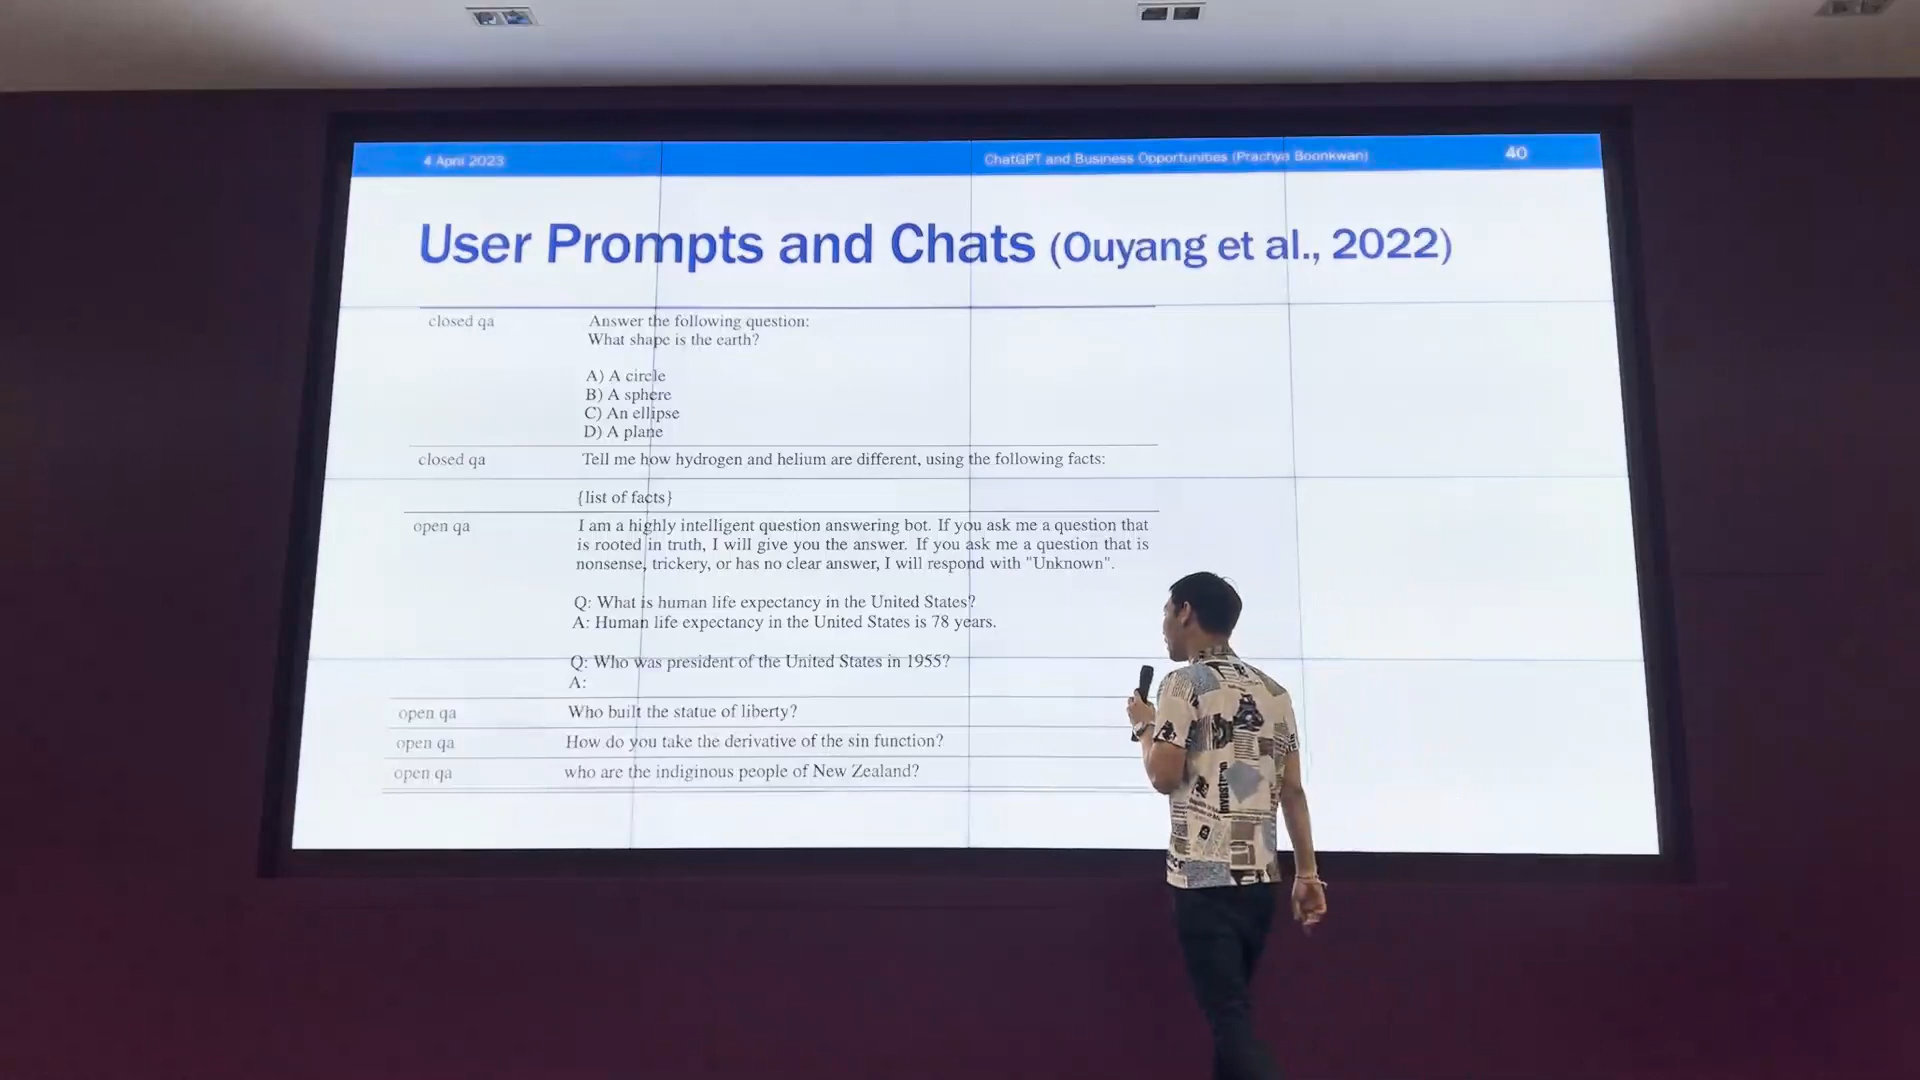 4 April 2023
ChatGPT and Business Opportunities (Prachya Boonkwan)
40
User Prompts and Chats (Ouyang et al., 2022)
closed qa
Answer the following question:
What shape is the earth?
A) A circle
B) A sphere
C) An ellipse
D) A plane
closed qa
Tell me how hydrogen and helium are different, using the following facts:
{list of facts}
open qa
I am a highly intelligent question answering bot. If you ask me a question that
is rooted in truth, I will give you the answer. If you ask me a question that is
nonsense, trickery, or has no clear answer, I will respond with "Unknown".
Q: What is human life expectancy in the United States?
A: Human life expectancy in the United States is 78 years.
Q: Who was president of the United States in 1955?
A:
open qa
Who built the statue of liberty?
open qa
How do you take the derivative of the sin function?
open qa
who are the indiginous people of New Zealand?